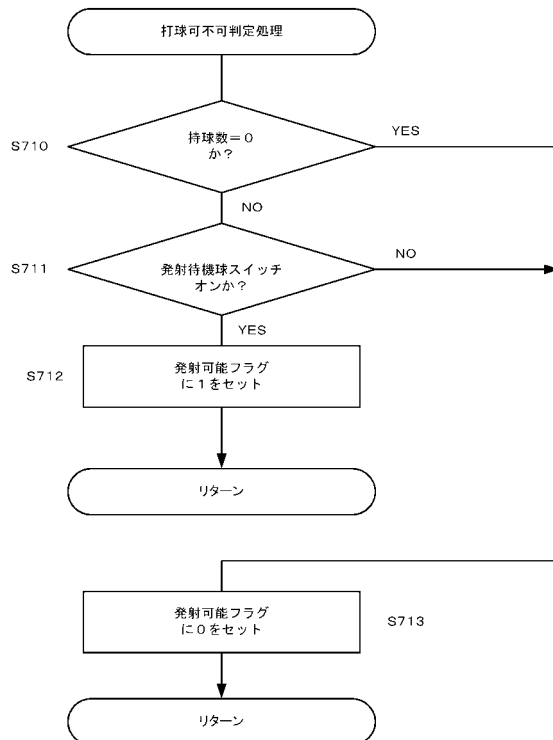 打球可不可判定処理
S710
持球数＝０
か？
YES
NO
S711
発射待機球スイッチ
オンか？
NO
YES
S712
発射可能フラグ
に１をセット
リターン
発射可能フラグ
に０をセット
S713
リターン